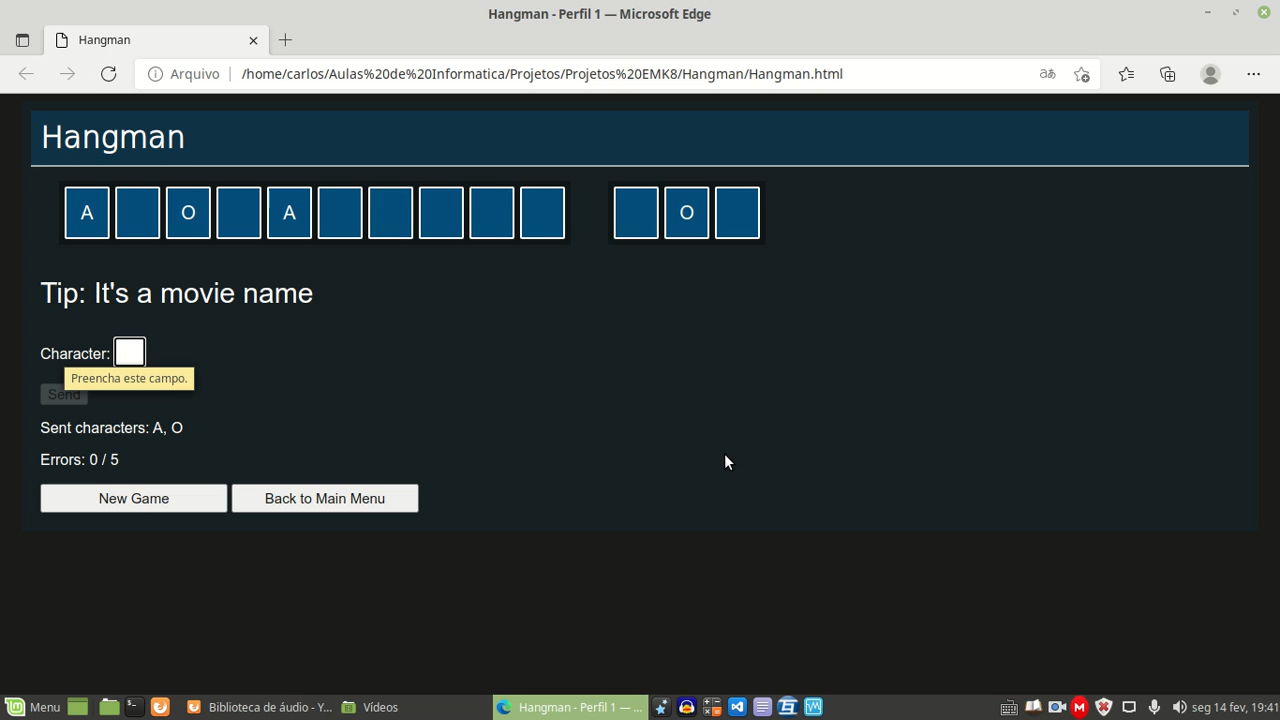 Hangman - Perfil 1 — Microsoft Edge
Hangman
Arquivo /home/carlos/Aulas%20de%20Informatica/Projetos/Projetos%20EMK8/Hangman/Hangman.html
Hangman
A O A O
Tip: It's a movie name
Character:
Preencha este campo.
Send
Sent characters: A, O
Errors: 0 / 5
New Game Back to Main Menu
Menu Biblioteca de áudio - Y... Vídeos Hangman - Perfil 1 — ... seg 14 fev, 19:41